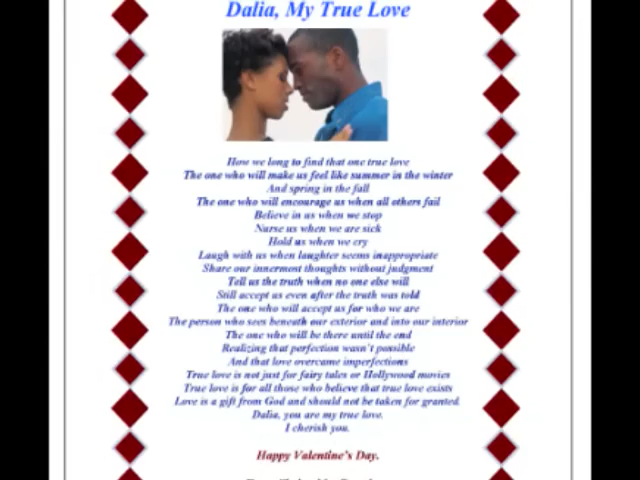 Dalia, My True Love
How we long to find that one true love
The one who will make us feel like summer in the winter
And spring in the fall
The one who will encourage us when all others fail
Believe in us when we stop
Nurse us when we are sick
Hold us when we cry
Laugh with us when laughter seems inappropriate
Share our innermost thoughts without judgment
Tell us the truth when no one else will
Still accept us even after the truth was told
The one who will accept us for who we are
The person who sees beneath our exterior and into our interior
The one who will be there until the end
Realizing that perfection wasn't possible
And that love overcame imperfections
True love is not just for fairy tales or Hollywood movies
True love is for all those who believe that true love exists
Love is a gift from God and should not be taken for granted.
Dalia, you are my true love.
I cherish you.
Happy Valentine's Day.